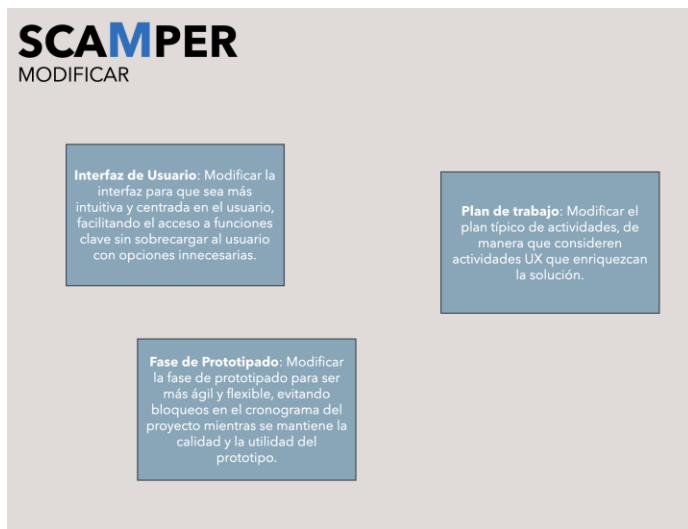 SCAMPER
MODIFICAR
Interfaz de Usuario: Modificar la
interfaz para que sea más
intuitiva y centrada en el usuario,
facilitando el acceso a funciones
clave sin sobrecargar al usuario
con opciones innecesarias.
Plan de trabajo: Modificar el
plan típico de actividades, de
manera que consideren
actividades UX que enriquezcan
la solución.
Fase de Prototipado: Modificar
la fase de prototipado para ser
más ágil y flexible, evitando
bloqueos en el cronograma del
proyecto mientras se mantiene la
calidad y la utilidad del
prototipo.